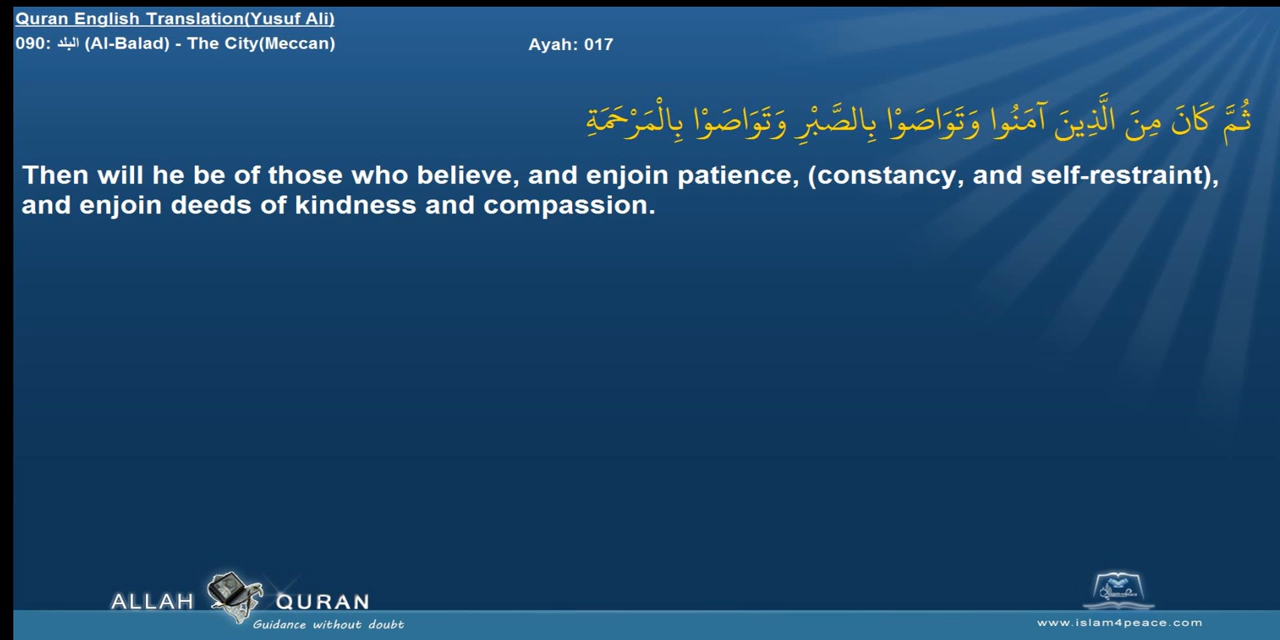 Quran English Translation(Yusuf Ali)
090: البلد (Al-Balad) - The City(Meccan)
Ayah: 017
ثُمَّ كَانَ مِنَ الَّذِينَ آمَنُوا وَتَوَاصَوْا بِالصَّبْرِ وَتَوَاصَوْا بِالْمَرْحَمَةِ
Then will he be of those who believe, and enjoin patience, (constancy, and self-restraint),
and enjoin deeds of kindness and compassion.
ALLAH QURAN
Guidance without doubt
www.islam4peace.com